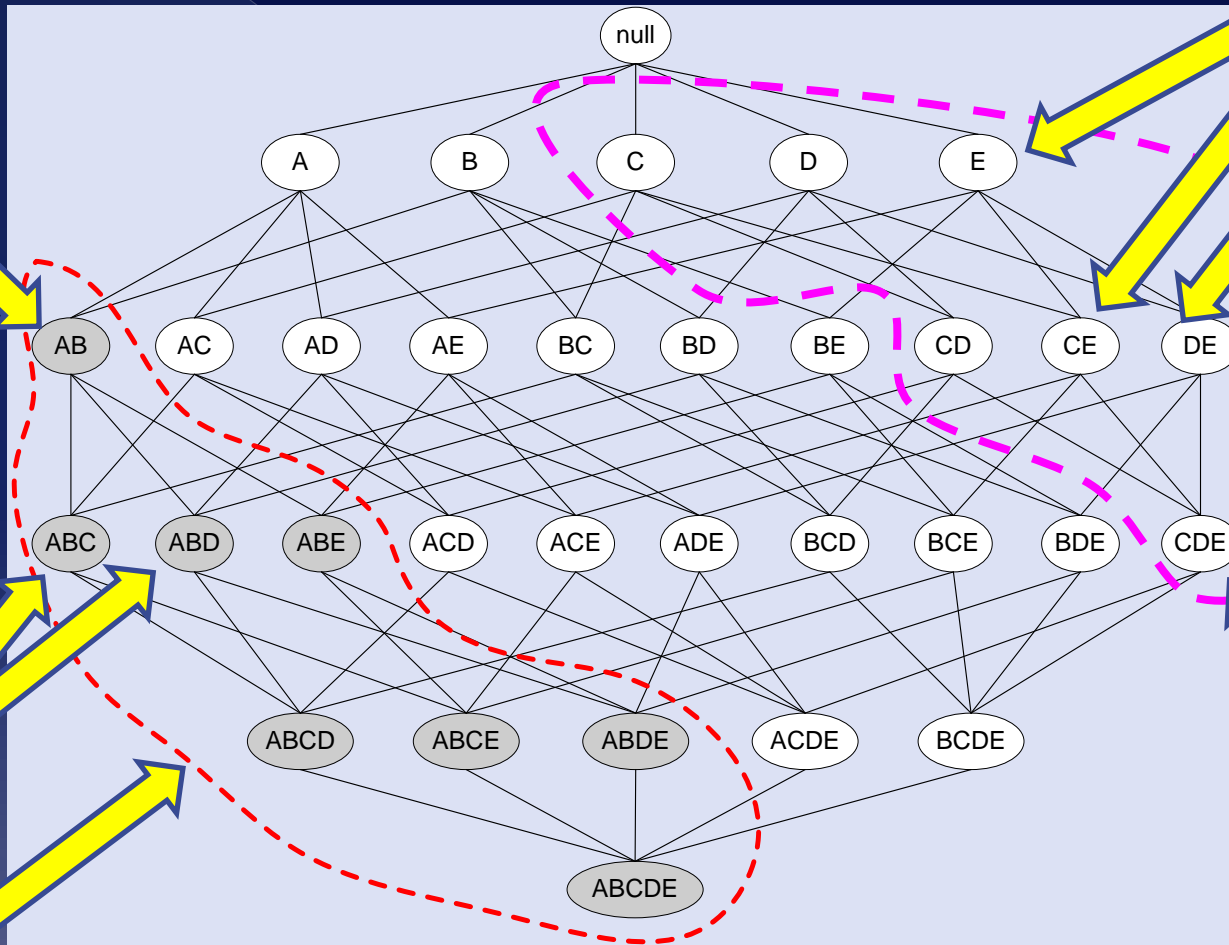 null
A B C D E
AB AC AD AE BC BD BE CD CE DE
ABC ABD ABE ACD ACE ADE BCD BCE BDE CDE
ABCD ABCE ABDE ACDE BCDE
ABCDE